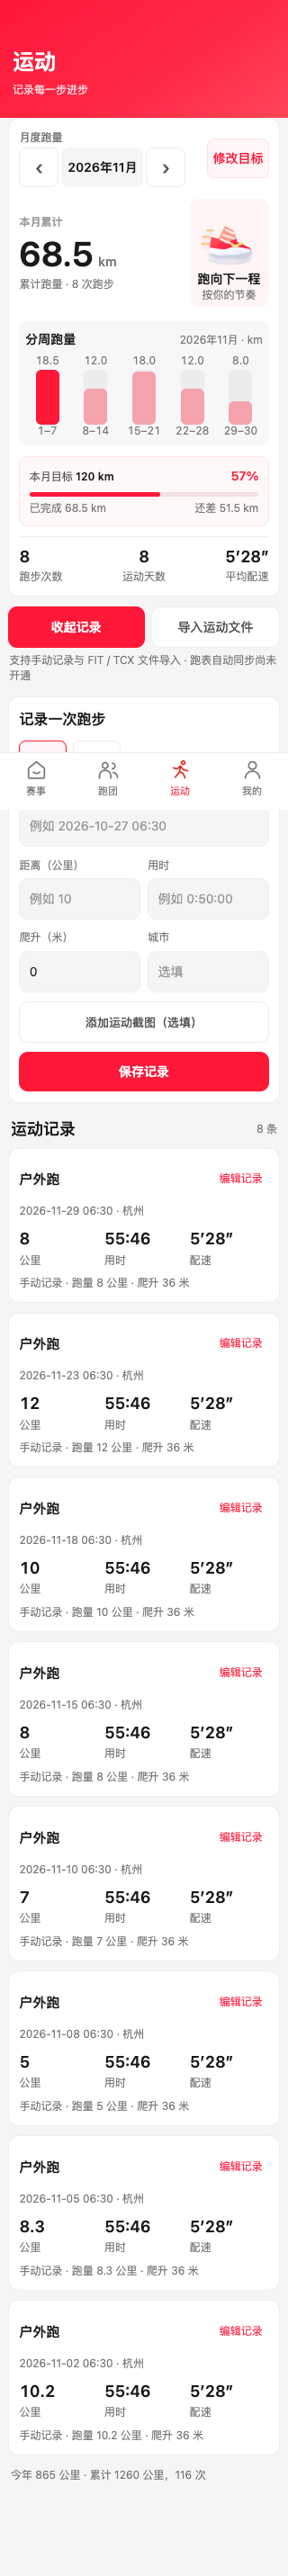 运动
记录每一步进步
月度跑量
‹ 2026年11月 › 修改目标
本月累计
68.5 km
累计跑量 · 8 次跑步
跑向下一程
按你的节奏
分周跑量 2026年11月 · km
18.5 12.0 18.0 12.0 8.0
1–7 8–14 15–21 22–28 29–30
本月目标 120 km 57%
已完成 68.5 km 还差 51.5 km
8 8 5′28″
跑步次数 运动天数 平均配速
收起记录 导入运动文件
支持手动记录与 FIT / TCX 文件导入 · 跑表自动同步尚未
开通
记录一次跑步
赛事 跑团 运动 我的
例如 2026-10-27 06:30
距离（公里） 用时
例如 10 例如 0:50:00
爬升（米） 城市
0 选填
添加运动截图（选填）
保存记录
运动记录 8 条
户外跑 编辑记录
2026-11-29 06:30 · 杭州
8 55:46 5′28″
公里 用时 配速
手动记录 · 跑量 8 公里 · 爬升 36 米
户外跑 编辑记录
2026-11-23 06:30 · 杭州
12 55:46 5′28″
公里 用时 配速
手动记录 · 跑量 12 公里 · 爬升 36 米
户外跑 编辑记录
2026-11-18 06:30 · 杭州
10 55:46 5′28″
公里 用时 配速
手动记录 · 跑量 10 公里 · 爬升 36 米
户外跑 编辑记录
2026-11-15 06:30 · 杭州
8 55:46 5′28″
公里 用时 配速
手动记录 · 跑量 8 公里 · 爬升 36 米
户外跑 编辑记录
2026-11-10 06:30 · 杭州
7 55:46 5′28″
公里 用时 配速
手动记录 · 跑量 7 公里 · 爬升 36 米
户外跑 编辑记录
2026-11-08 06:30 · 杭州
5 55:46 5′28″
公里 用时 配速
手动记录 · 跑量 5 公里 · 爬升 36 米
户外跑 编辑记录
2026-11-05 06:30 · 杭州
8.3 55:46 5′28″
公里 用时 配速
手动记录 · 跑量 8.3 公里 · 爬升 36 米
户外跑 编辑记录
2026-11-02 06:30 · 杭州
10.2 55:46 5′28″
公里 用时 配速
手动记录 · 跑量 10.2 公里 · 爬升 36 米
今年 865 公里 · 累计 1260 公里，116 次